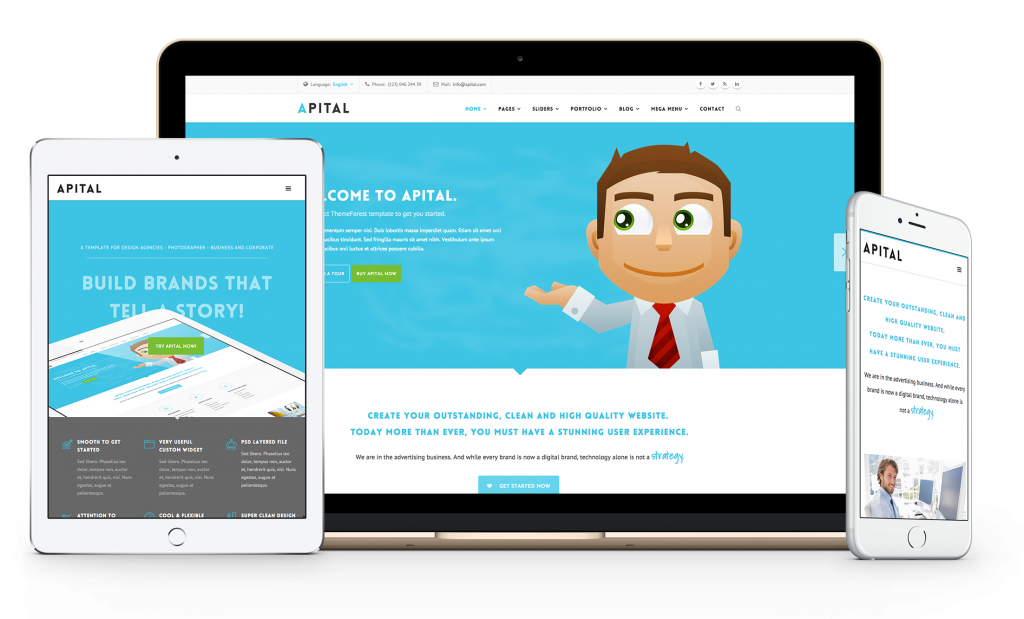 Language: English
Phone: (123) 046 244 39
Mail: info@apital.com
APITAL
HOME PAGES SLIDERS PORTFOLIO BLOG MEGA MENU CONTACT
LCOME TO APITAL.
ct ThemeForest template to get you started.
mentum semper nisl. Duis lobortis massa imperdiet quam. Etiam sit amet orci
ucibus tincidunt. Sed fringilla mauris sit amet nibh. Vestibulum ante ipsum
ucibus orci luctus et ultrices posuere cubilia.
A TOUR
BUY APITAL NOW
CREATE YOUR OUTSTANDING, CLEAN AND HIGH QUALITY WEBSITE.
TODAY MORE THAN EVER, YOU MUST HAVE A STUNNING USER EXPERIENCE.
We are in the advertising business. And while every brand is now a digital brand, technology alone is not a strategy.
GET STARTED NOW
APITAL
A TEMPLATE FOR DESIGN AGENCIES - PHOTOGRAPHER - BUSINESS AND CORPORATE
BUILD BRANDS THAT
TELL A STORY!
TRY APITAL NOW!
SMOOTH TO GET
STARTED
Sed libero. Phasellus leo
dolor, tempus non, auctor
et, hendrerit quis, nisi. Nunc
egestas, augue at
pellentesque.
VERY USEFUL
CUSTON WIDGET
Sed libero. Phasellus leo
dolor, tempus non, auctor
et, hendrerit quis, nisi. Nunc
egestas, augue at
pellentesque.
PSD LAYERED FILE
Sed libero. Phasellus leo
dolor, tempus non, auctor
et, hendrerit quis, nisi. Nunc
egestas, augue at
pellentesque.
ATTENTION TO
COOL & FLEXIBLE
SUPER CLEAN DESIGN
APITAL
CREATE YOUR OUTSTANDING, CLEAN AND
HIGH QUALITY WEBSITE.
TODAY MORE THAN EVER, YOU MUST
HAVE A STUNNING USER EXPERIENCE.
We are in the advertising business. And while every
brand is now a digital brand, technology alone is
not a strategy.